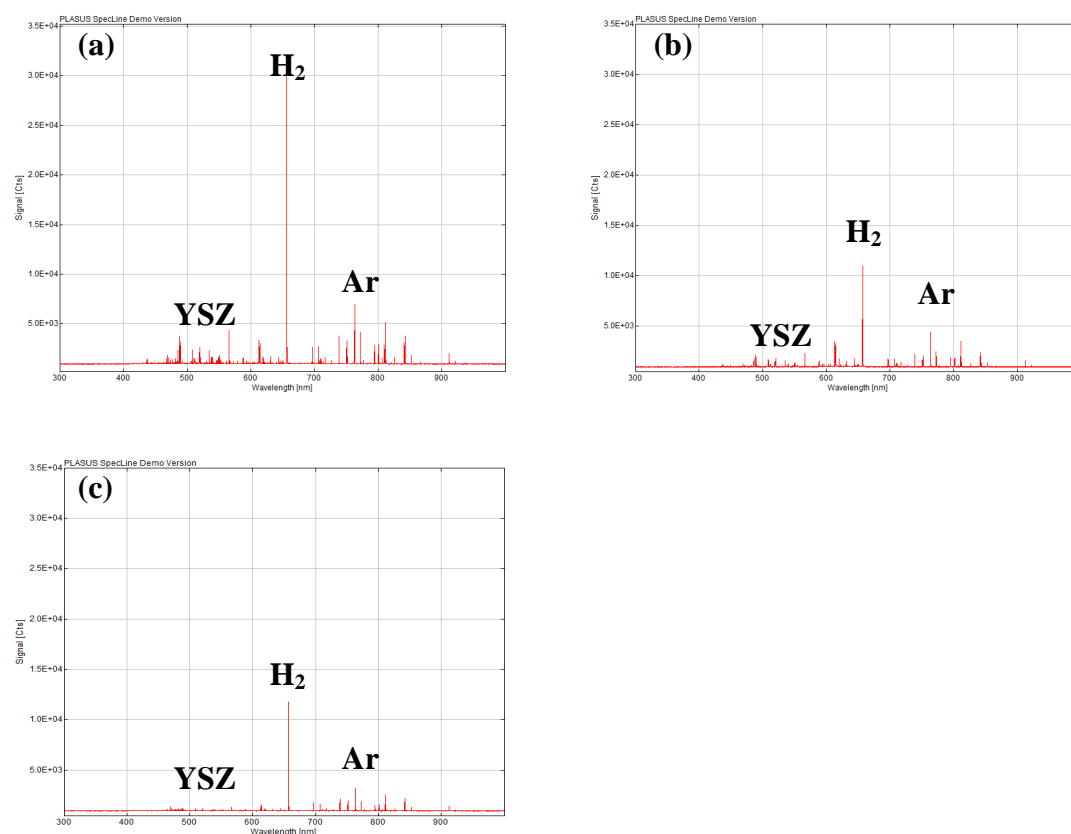 PLASUS SpecLine Demo Version
(a)
3.5E+04
3.0E+04
2.5E+04
2.0E+04
1.5E+04
1.0E+04
5.0E+03
Signal [Cts]
H2
Ar
YSZ
300 400 500 600 700 800 900
Wavelength [nm]
PLASUS SpecLine Demo Version
(b)
3.5E+04
3.0E+04
2.5E+04
2.0E+04
1.5E+04
1.0E+04
5.0E+03
Signal [Cts]
H2
Ar
YSZ
300 400 500 600 700 800 900
Wavelength [nm]
PLASUS SpecLine Demo Version
(c)
3.5E+04
3.0E+04
2.5E+04
2.0E+04
1.5E+04
1.0E+04
5.0E+03
Signal [Cts]
H2
Ar
YSZ
300 400 500 600 700 800 900
Wavelength [nm]